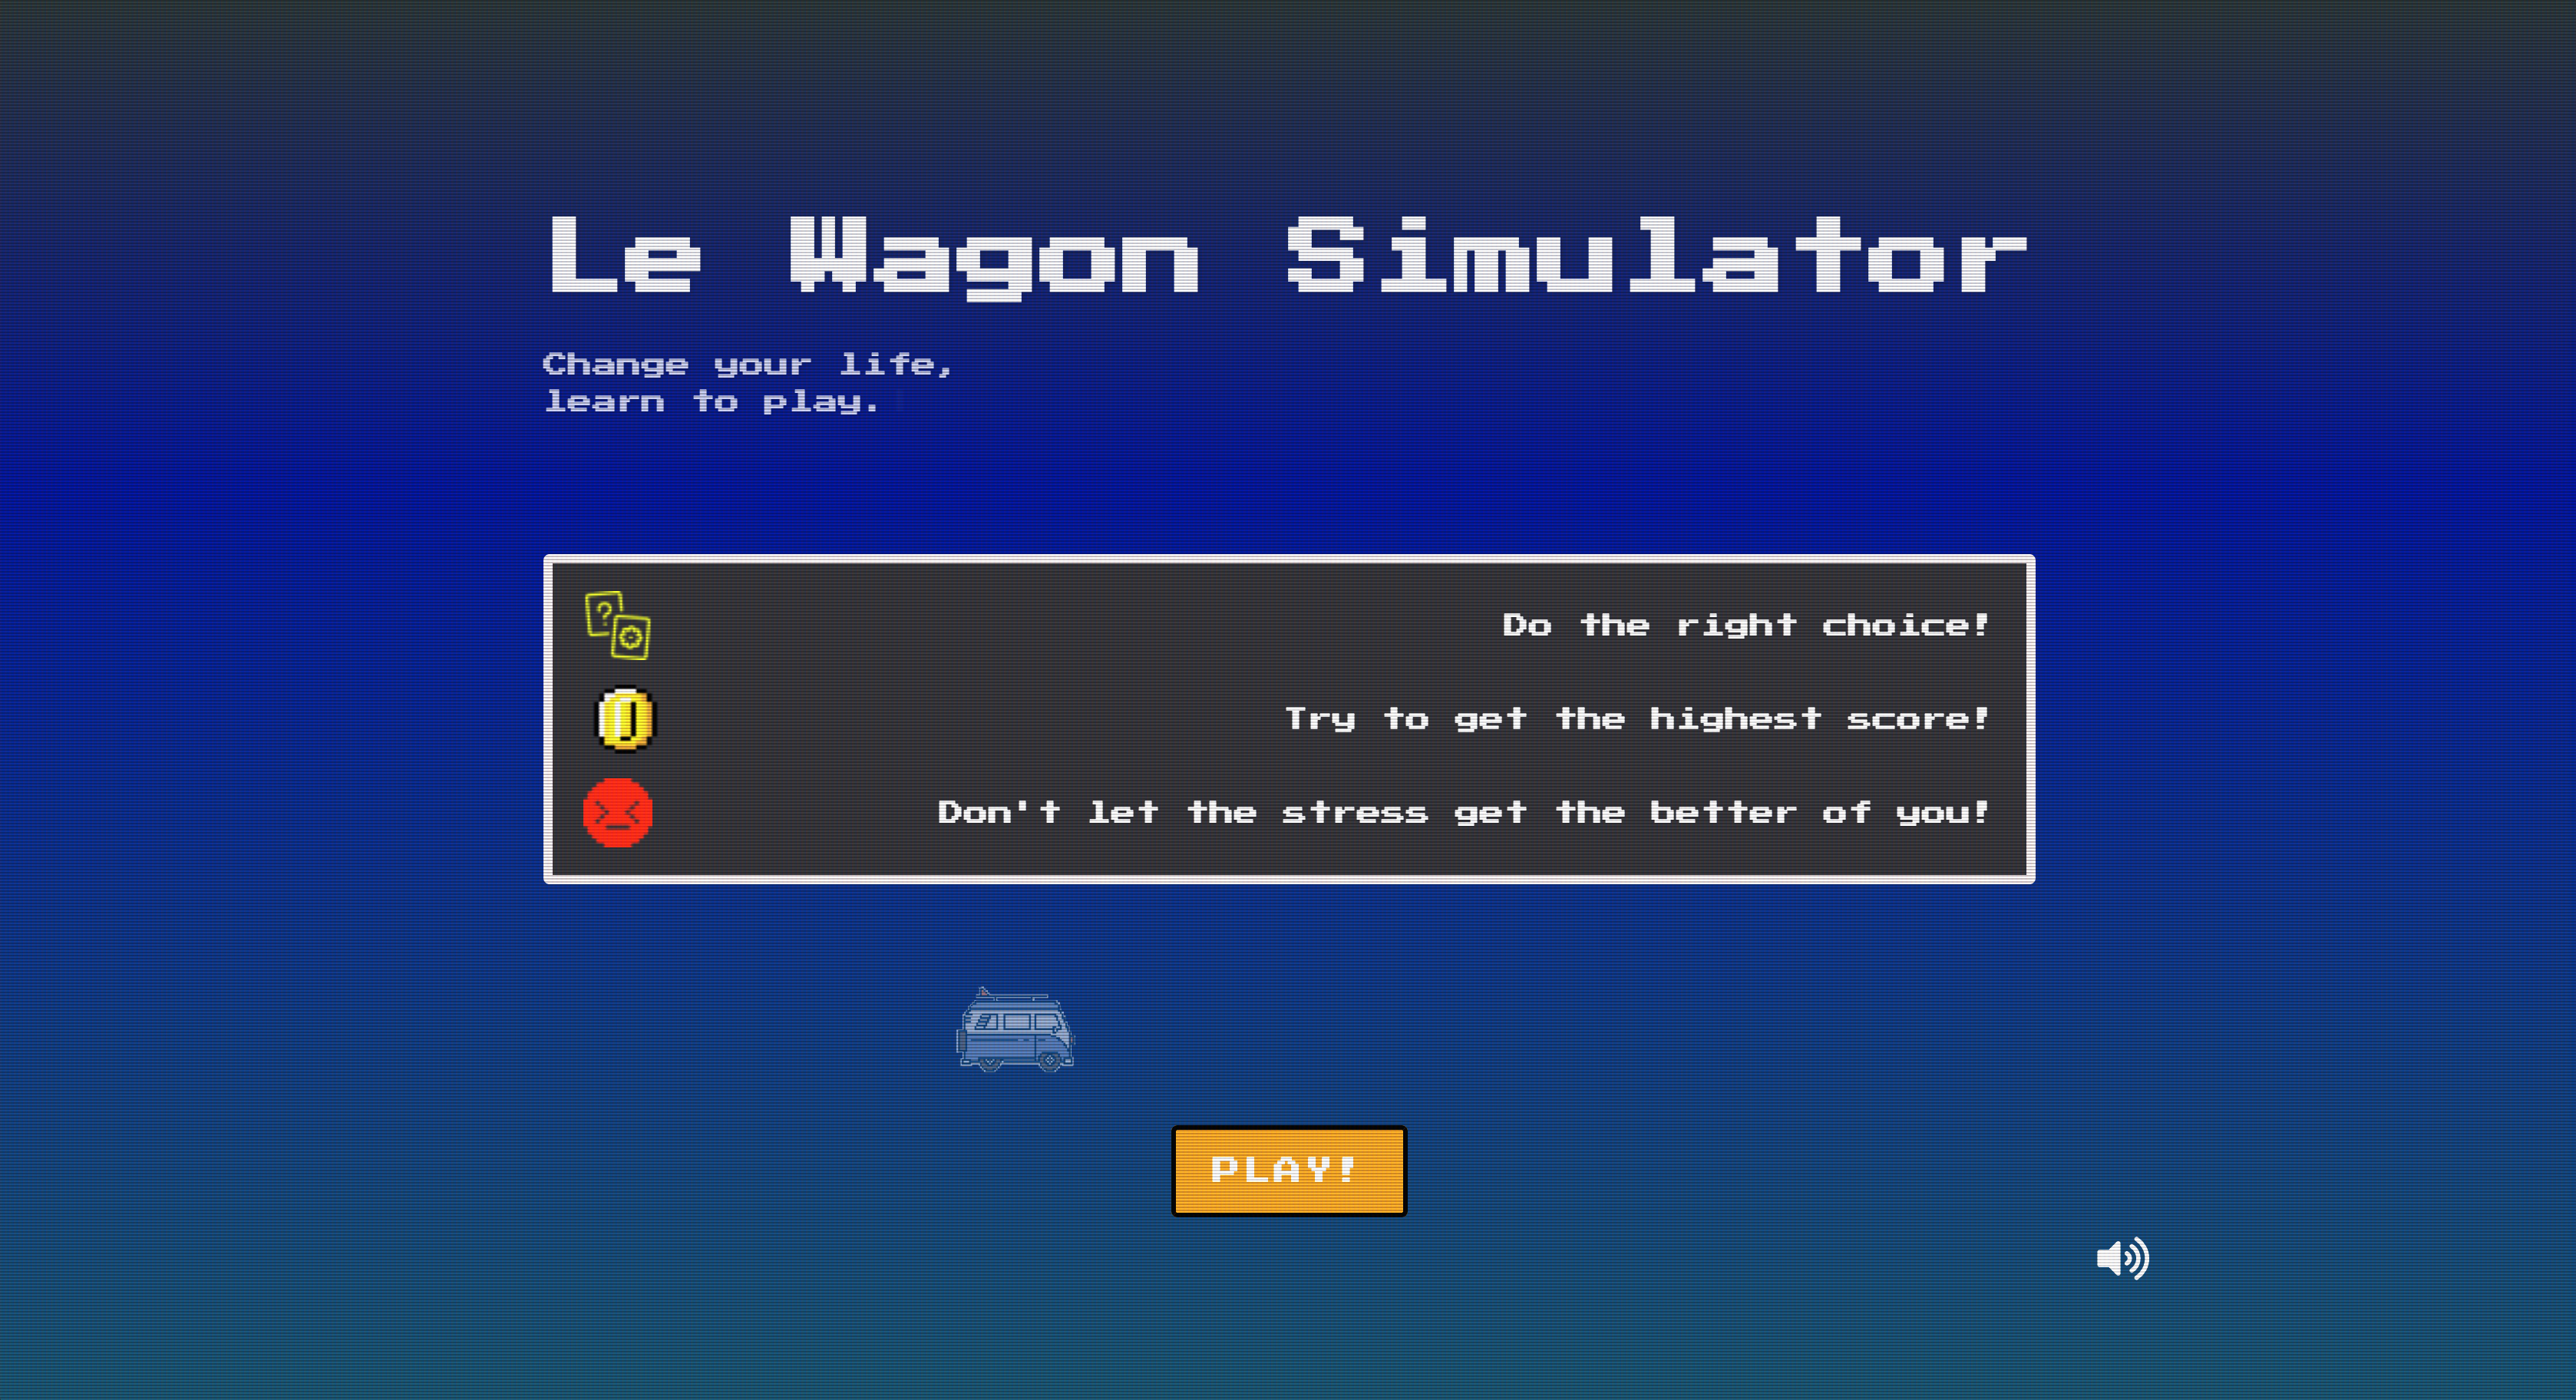 Le Wagon Simulator
Change your life,
learn to play.
?
Do the right choice!
Try to get the highest score!
Don't let the stress get the better of you!
PLAY!